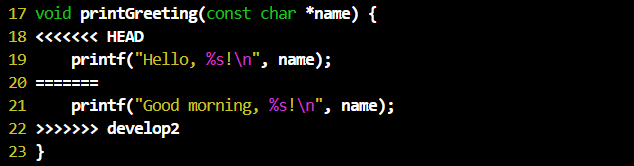 17 void printGreeting(const char *name) {
18 <<<<<<< HEAD
19     printf("Hello, %s!\n", name);
20 =======
21     printf("Good morning, %s!\n", name);
22 >>>>>>> develop2
23 }